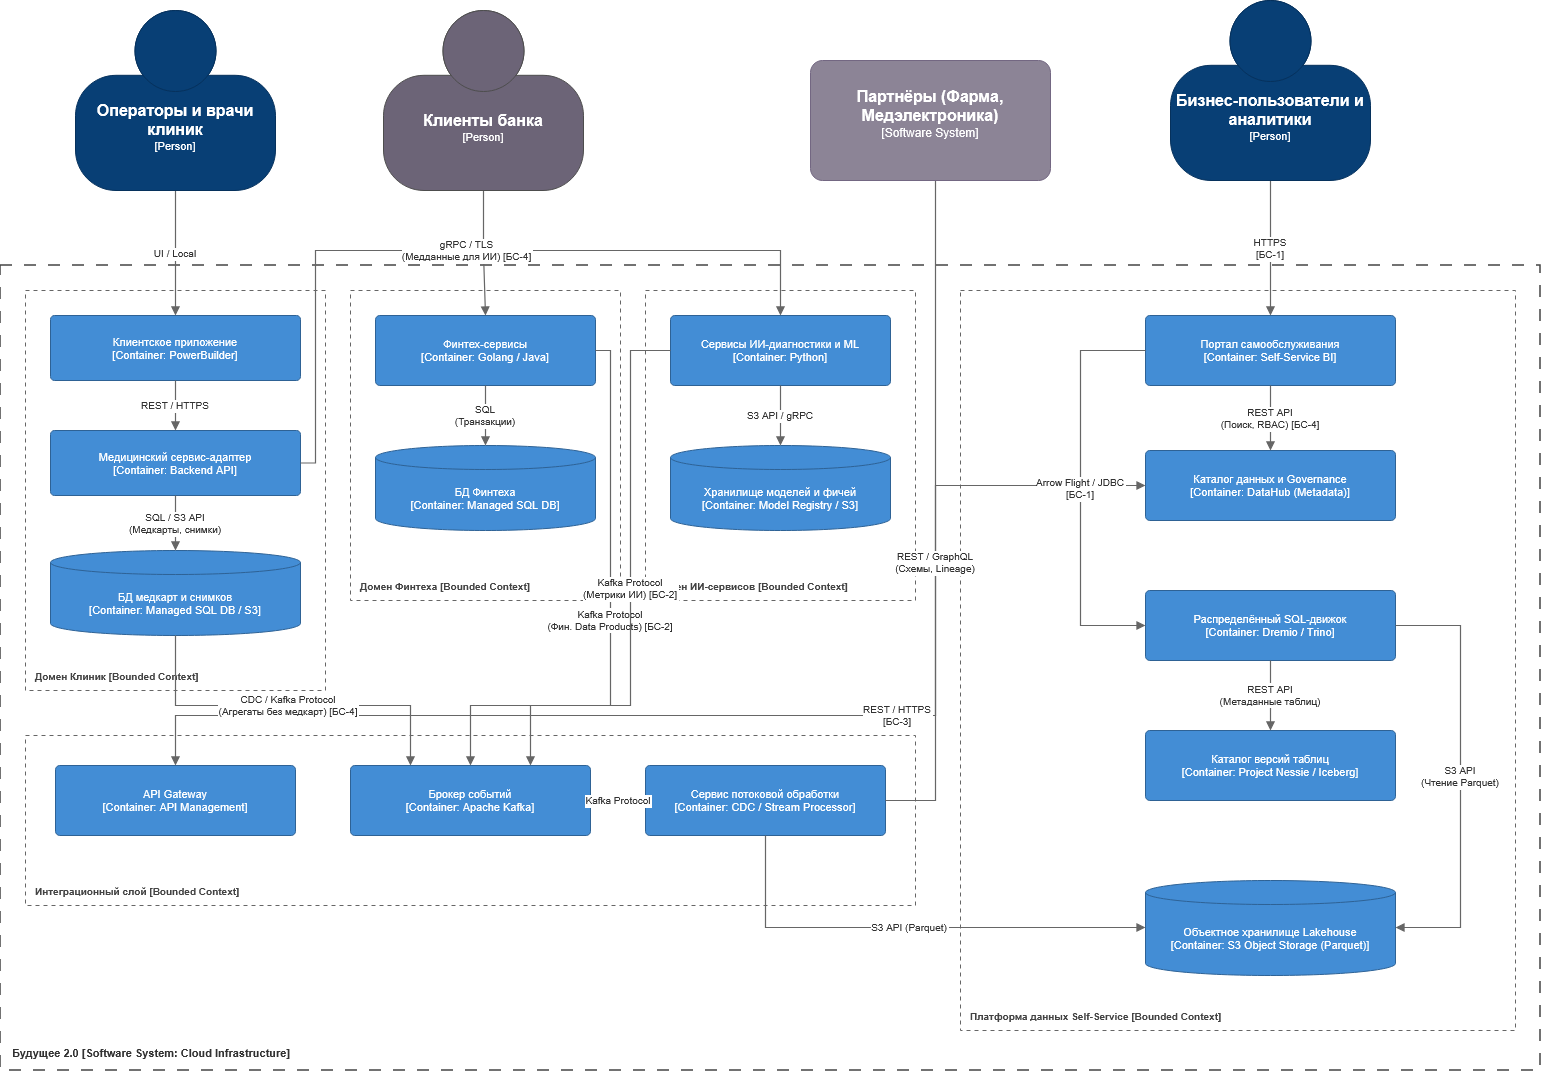 Операторы и врачи
клиник
[Person]
Клиенты банка
[Person]
Партнёры (Фарма,
Медэлектроника)
[Software System]
Бизнес-пользователи и
аналитики
[Person]
UI / Local
gRPC / TLS
(Медданные для ИИ) [БС-4]
HTTPS
[БС-1]
Клиентское приложение
[Container: PowerBuilder]
Финтех-сервисы
[Container: Golang / Java]
Сервисы ИИ-диагностики и ML
[Container: Python]
Портал самообслуживания
[Container: Self-Service BI]
REST / HTTPS
SQL
(Транзакции)
S3 API / gRPC
REST API
(Поиск, RBAC) [БС-4]
Медицинский сервис-адаптер
[Container: Backend API]
БД Финтеха
[Container: Managed SQL DB]
Хранилище моделей и фичей
[Container: Model Registry / S3]
Arrow Flight / JDBC
[БС-1]
Каталог данных и Governance
[Container: DataHub (Metadata)]
SQL / S3 API
(Медкарты, снимки)
REST / GraphQL
(Схемы, Lineage)
БД медкарт и снимков
[Container: Managed SQL DB / S3]
Домен Финтеха [Bounded Context]
Kafka Protocol
(Метрики ИИ) [БС-2]
ен ИИ-сервисов [Bounded Context]
Kafka Protocol
(Фин. Data Products) [БС-2]
Распределённый SQL-движок
[Container: Dremio / Trino]
Домен Клиник [Bounded Context]
CDC / Kafka Protocol
(Агрегаты без медкарт) [БС-4]
REST / HTTPS
[БС-3]
REST API
(Метаданные таблиц)
Каталог версий таблиц
[Container: Project Nessie / Iceberg]
S3 API
(Чтение Parquet)
API Gateway
[Container: API Management]
Брокер событий
[Container: Apache Kafka]
Kafka Protocol
Сервис потоковой обработки
[Container: CDC / Stream Processor]
Интеграционный слой [Bounded Context]
S3 API (Parquet)
Объектное хранилище Lakehouse
[Container: S3 Object Storage (Parquet)]
Платформа данных Self-Service [Bounded Context]
Будущее 2.0 [Software System: Cloud Infrastructure]